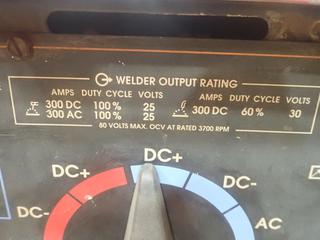 WELDER OUTPUT RATING
AMPS DUTY CYCLE VOLTS AMPS DUTY CYCLE VOLTS
300 DC 100% 25 300 DC 60% 30
300 AC 100% 25
80 VOLTS MAX. OCV AT RATED 3700 RPM
DC+
DC- DC-
AC